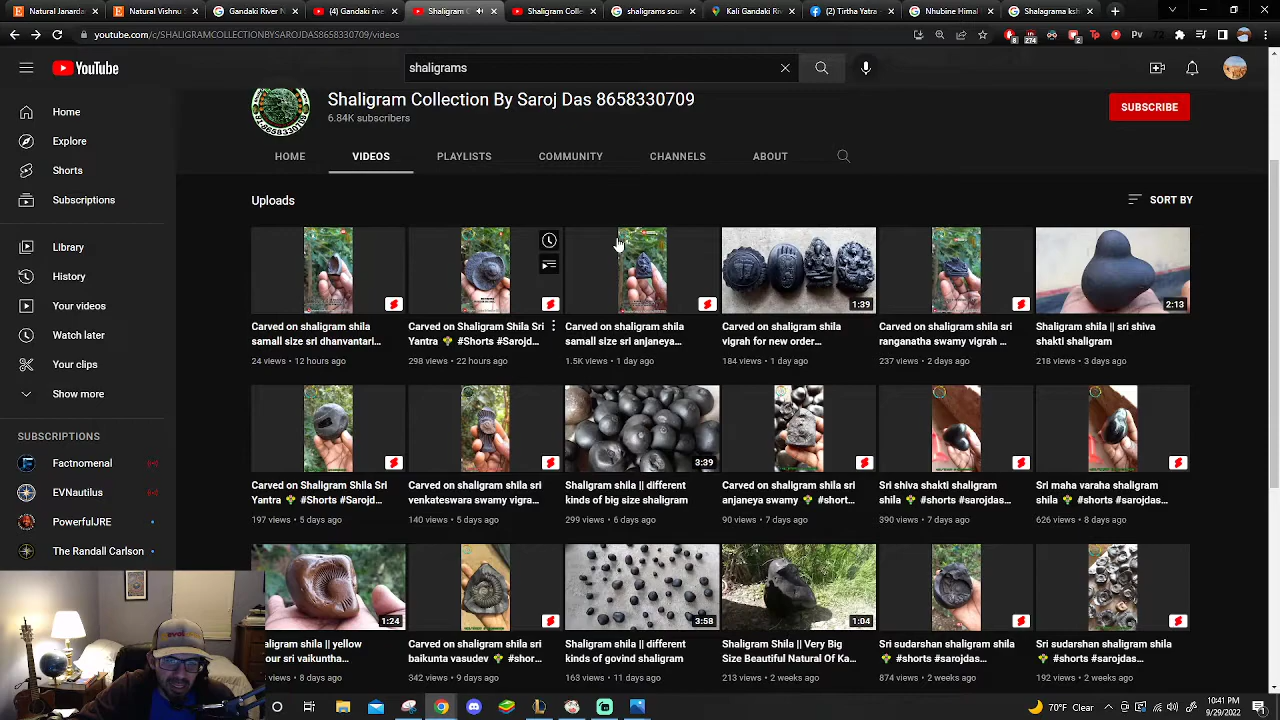 Natural Janarda
Natural Vishnu
Gandaki River N
(4) Gandaki rive
Shaligram C
Shaligram Colle
shaligrams sour
Kali Gandaki Riv
(2) Tirtha Yatra
Nhubine Himal
Shalagrama ksh
youtube.com/c/SHALIGRAMCOLLECTIONBYSAROJDAS8658330709/videos
YouTube
shaligrams
Shaligram Collection By Saroj Das 8658330709
6.84K subscribers
SUBSCRIBE
HOME VIDEOS PLAYLISTS COMMUNITY CHANNELS ABOUT
Home
Explore
Shorts
Subscriptions
Library
History
Your videos
Watch later
Your clips
Show more
SUBSCRIPTIONS
Factnomenal
EVNautilus
PowerfulJRE
The Randall Carlson
Uploads
SORT BY
Carved on shaligram shila
samall size sri dhanvantari...
24 views • 12 hours ago
Carved on Shaligram Shila Sri
Yantra #Shorts #Sarojd...
298 views • 22 hours ago
Carved on shaligram shila
samall size sri anjaneya...
1.5K views • 1 day ago
1:39
Carved on shaligram shila
vigrah for new order...
184 views • 1 day ago
Carved on shaligram shila sri
ranganatha swamy vigrah ...
237 views • 2 days ago
2:13
Shaligram shila || sri shiva
shakti shaligram
218 views • 3 days ago
Carved on Shaligram Shila Sri
Yantra #Shorts #Sarojd...
197 views • 5 days ago
Carved on shaligram shila sri
venkateswara swamy vigra...
140 views • 5 days ago
3:39
Shaligram shila || different
kinds of big size shaligram
299 views • 6 days ago
Carved on shaligram shila sri
anjaneya swamy #short...
90 views • 7 days ago
Sri shiva shakti shaligram
shila #shorts #sarojdas...
390 views • 7 days ago
Sri maha varaha shaligram
shila #shorts #sarojdas...
626 views • 8 days ago
1:24
aligram shila || yellow
our sri vaikuntha...
views • 8 days ago
Carved on shaligram shila sri
baikunta vasudev #shor...
342 views • 9 days ago
3:58
Shaligram shila || different
kinds of govind shaligram
163 views • 11 days ago
1:04
Shaligram Shila || Very Big
Size Beautiful Natural Of Ka...
213 views • 2 weeks ago
Sri sudarshan shaligram shila
#shorts #sarojdas...
874 views • 2 weeks ago
Sri sudarshan shaligram shila
#shorts #sarojdas...
192 views • 2 weeks ago
70°F Clear
10:41 PM
9/29/2022